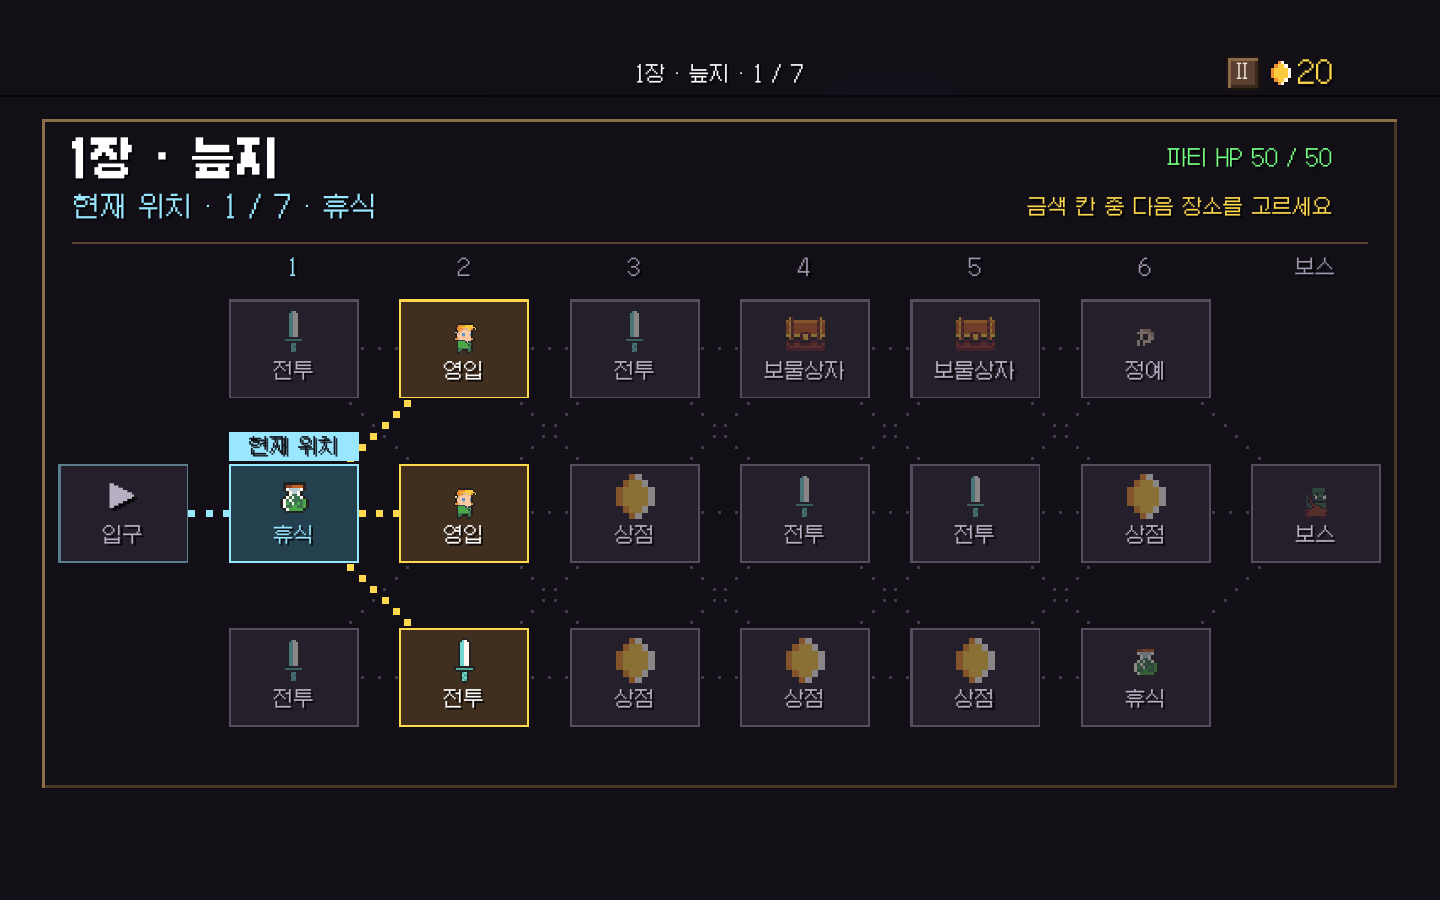 1장 · 늪지 · 1 / 7
II 20
1장 · 늪지
파티 HP 50 / 50
현재 위치 · 1 / 7 · 휴식
금색 칸 중 다음 장소를 고르세요
1 2 3 4 5 6 보스
전투 영입 전투 보물상자 보물상자 정예
현재 위치
입구 휴식 영입 상점 전투 전투 상점 보스
전투 전투 상점 상점 상점 휴식